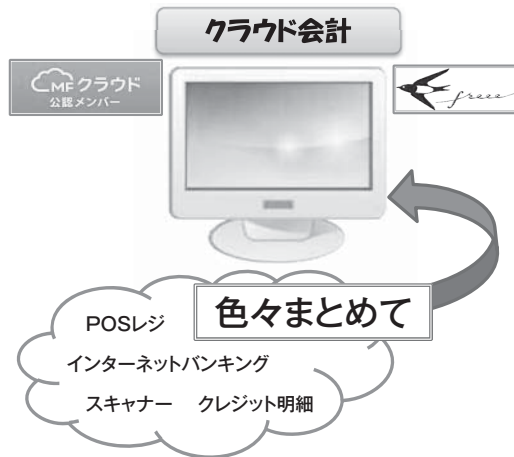 クラウド会計
MFクラウド
公認メンバー
freee
色々まとめて
POSレジ
インターネットバンキング
スキャナー　クレジット明細